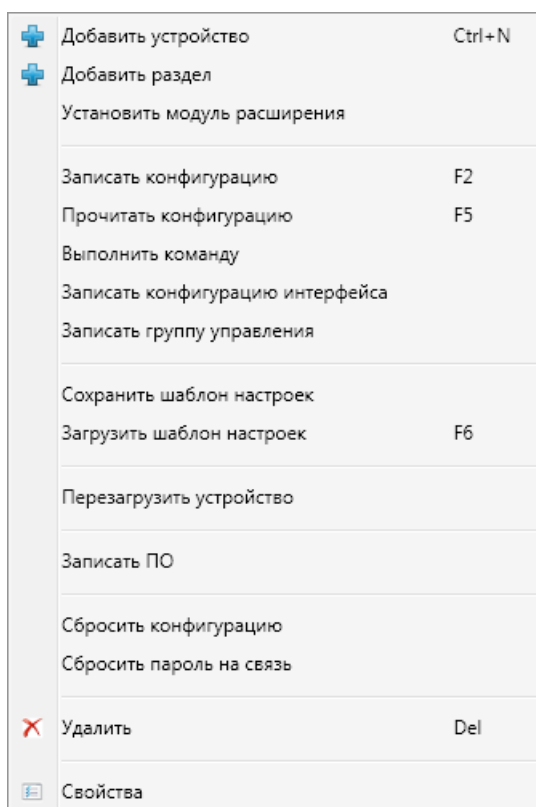 Добавить устройство Ctrl+N
Добавить раздел
Установить модуль расширения
Записать конфигурацию F2
Прочитать конфигурацию F5
Выполнить команду
Записать конфигурацию интерфейса
Записать группу управления
Сохранить шаблон настроек
Загрузить шаблон настроек F6
Перезагрузить устройство
Записать ПО
Сбросить конфигурацию
Сбросить пароль на связь
Удалить Del
Свойства